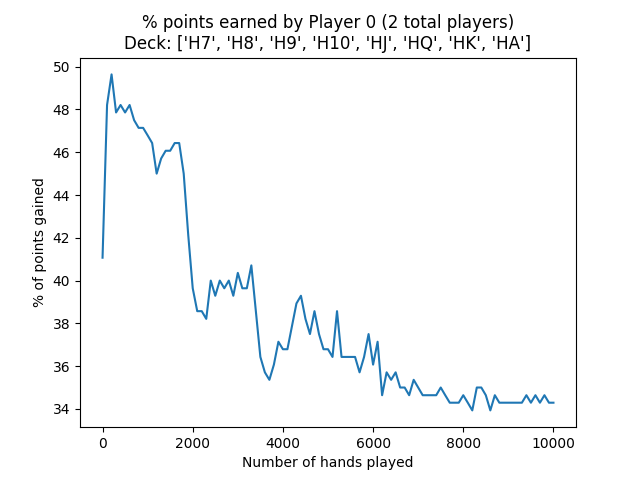 % points earned by Player 0 (2 total players)
Deck: ['H7', 'H8', 'H9', 'H10', 'HJ', 'HQ', 'HK', 'HA']
% of points gained
50
48
46
44
42
40
38
36
34
0 2000 4000 6000 8000 10000
Number of hands played